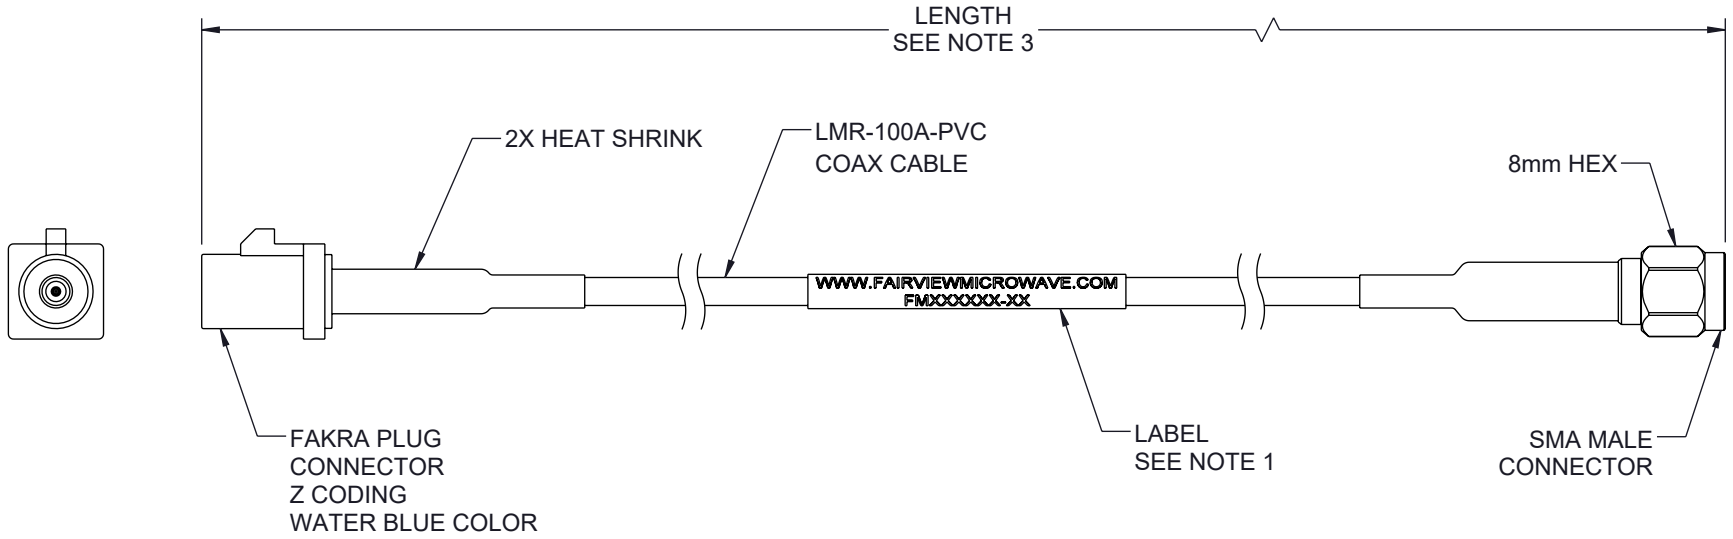 LENGTH
SEE NOTE 3
2X HEAT SHRINK
LMR-100A-PVC
COAX CABLE
8mm HEX
WWW.FAIRVIEWMICROWAVE.COM
FMXXXXXX-XX
FAKRA PLUG
CONNECTOR
Z CODING
WATER BLUE COLOR
LABEL
SEE NOTE 1
SMA MALE
CONNECTOR